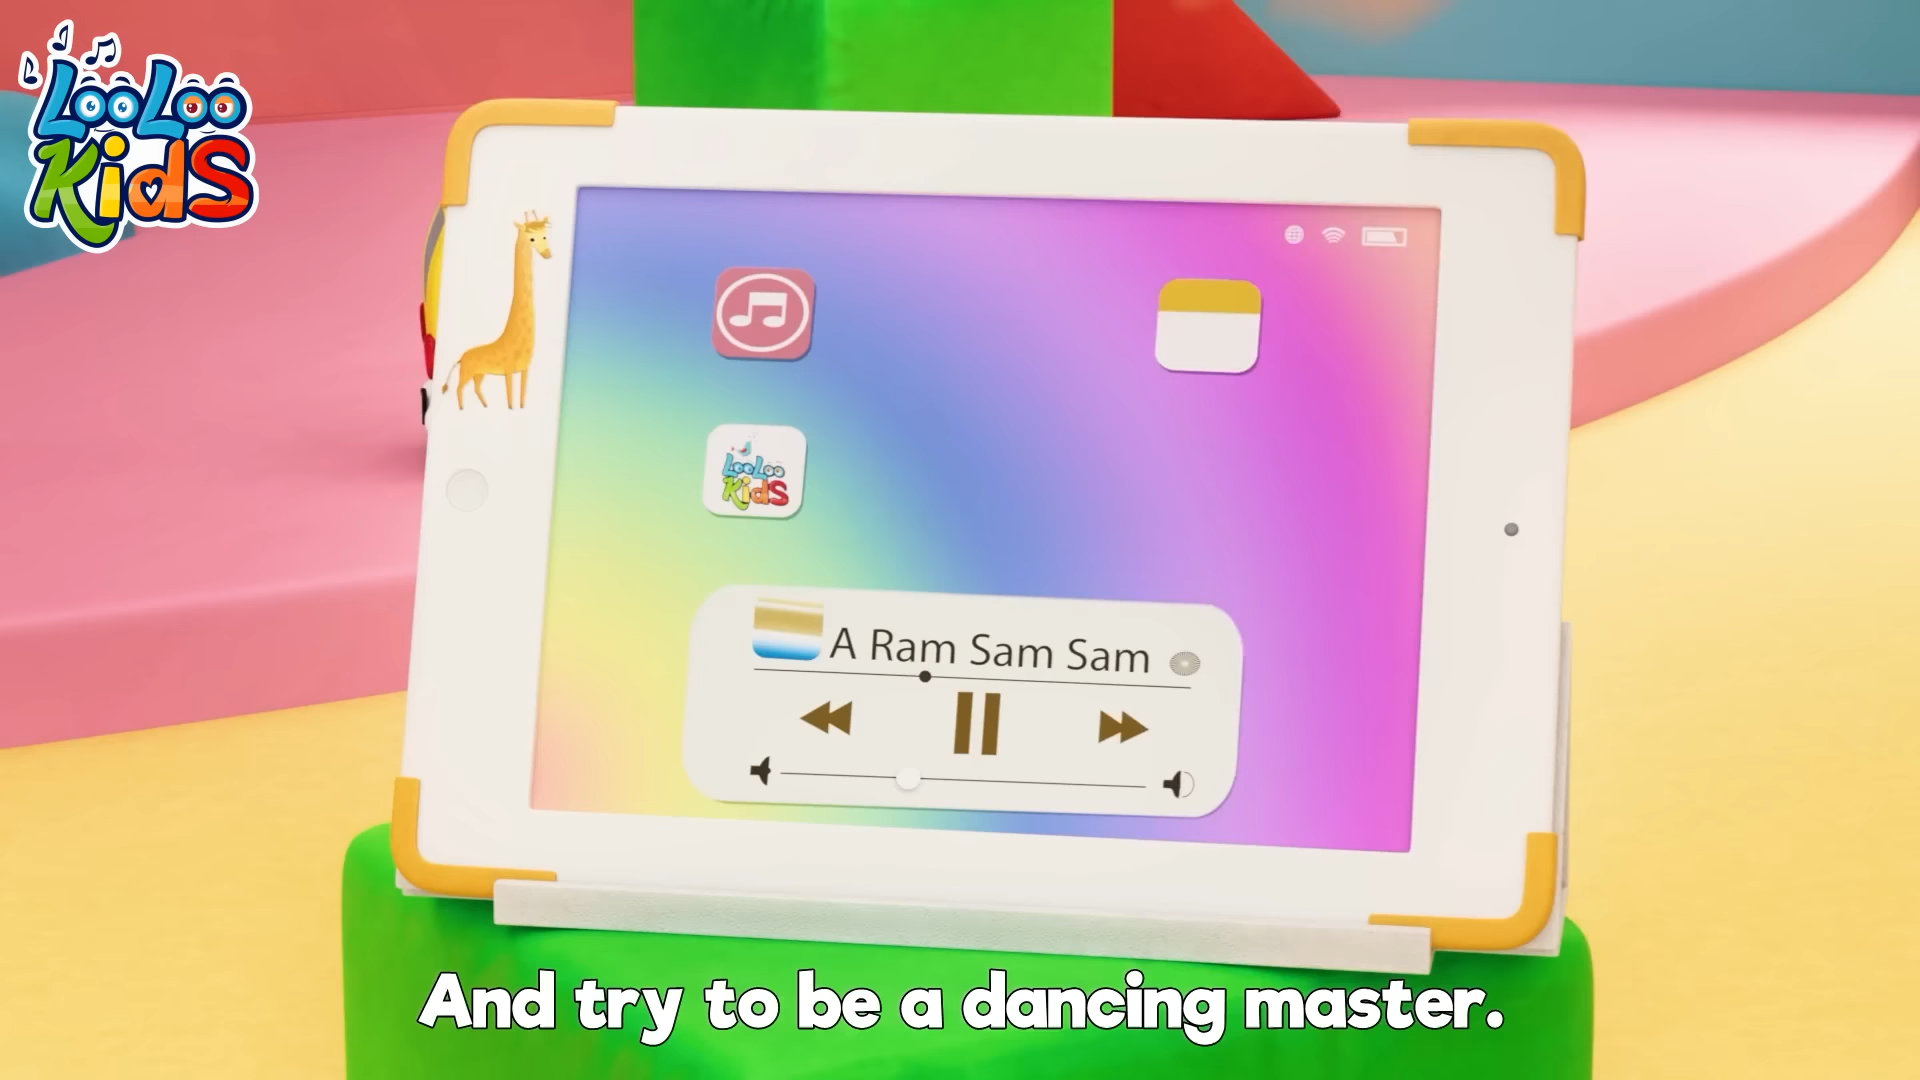 LooLoo
Kids
LooLoo
Kids
A Ram Sam Sam
And try to be a dancing master.